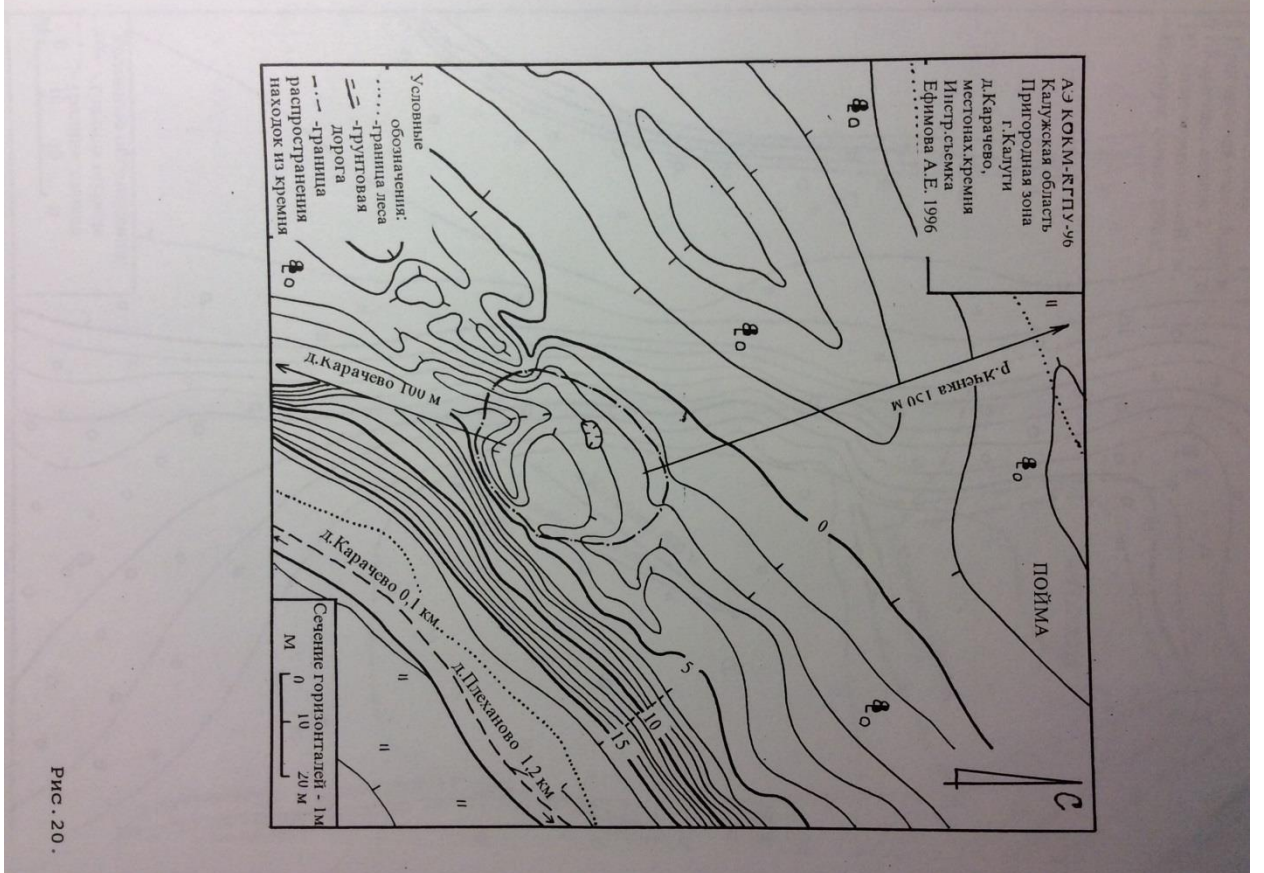 АЭ КОКМ-КГПУ-96
Калужская область
Пригородная зона
г.Калуги
д.Карачево,
местонах.кремня
Инстр.съемка
Ефимова А.Е. 1996
р.Яченка 150 м
ПОЙМА
С
0
5
10
15
д.Карачево 100 м
д.Карачево 0,1 км
д.Плеханово 1,2 км
Условные
обозначения:
-граница леса
-грунтовая
дорога
-граница
распространения
находок из кремня
Сечение горизонталей - 1м
М 0 10 20 м
Рис.20.